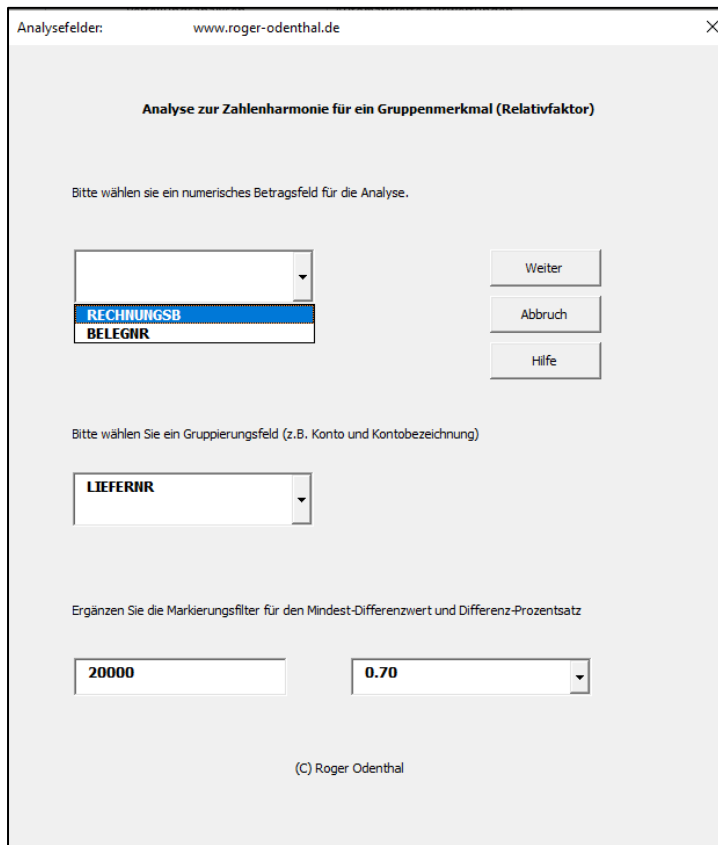 Analysefelder: www.roger-odenthal.de
Analyse zur Zahlenharmonie für ein Gruppenmerkmal (Relativfaktor)
Bitte wählen sie ein numerisches Betragsfeld für die Analyse.
Weiter
RECHNUNGSB
BELEGNR
Abbruch
Hilfe
Bitte wählen Sie ein Gruppierungsfeld (z.B. Konto und Kontobezeichnung)
LIEFERNR
Ergänzen Sie die Markierungsfilter für den Mindest-Differenzwert und Differenz-Prozentsatz
20000 0.70
(C) Roger Odenthal